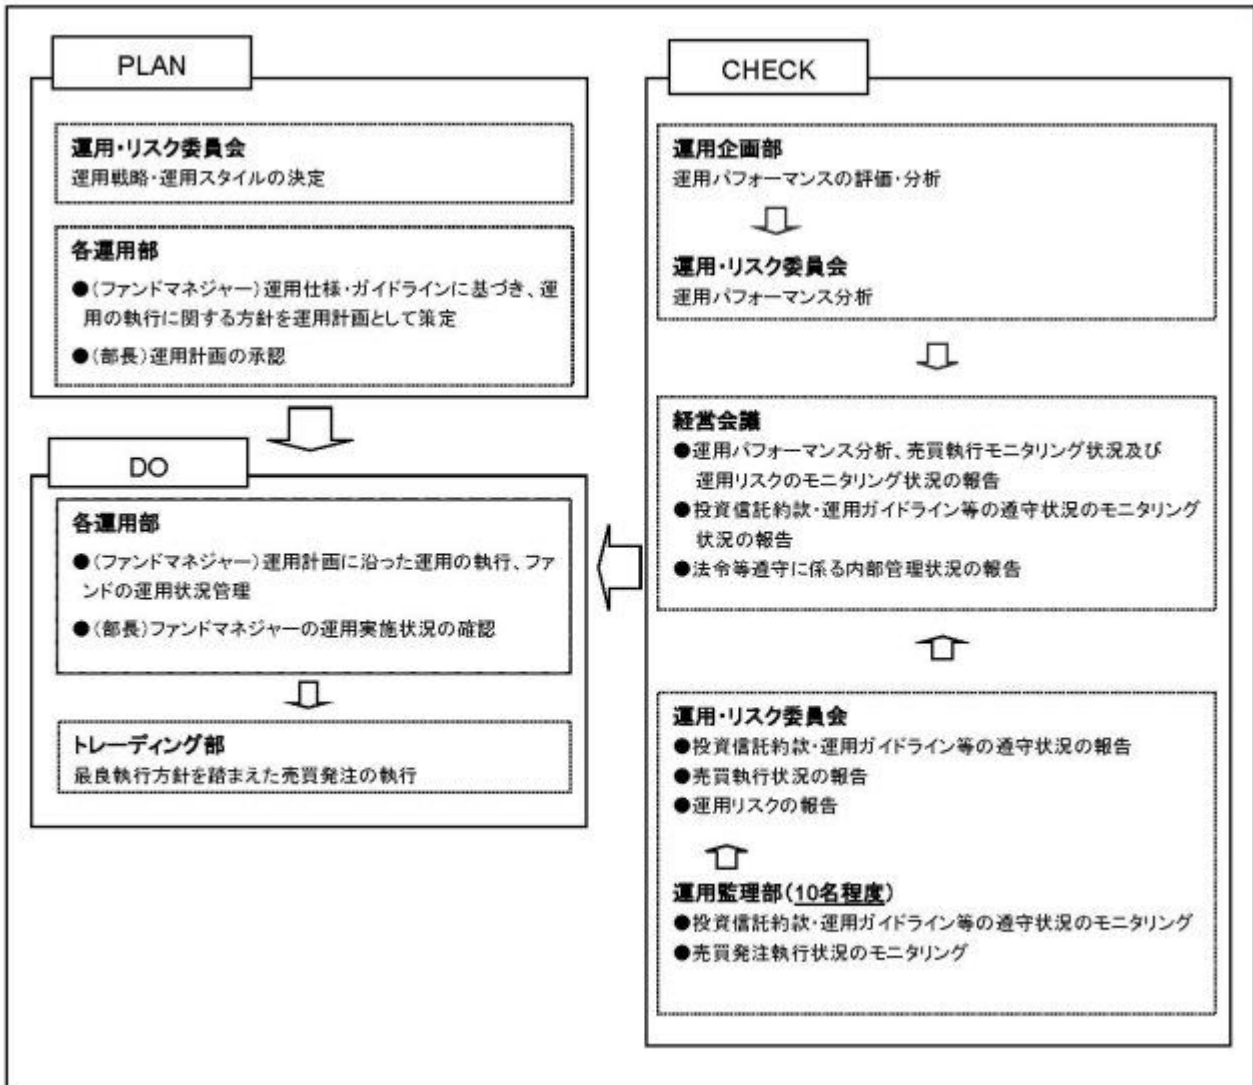 PLAN
運用・リスク委員会
運用戦略・運用スタイルの決定
各運用部
●(ファンドマネジャー)運用仕様・ガイドラインに基づき、運
用の執行に関する方針を運用計画として策定
●(部長)運用計画の承認
DO
各運用部
●(ファンドマネジャー)運用計画に沿った運用の執行、ファ
ンドの運用状況管理
●(部長)ファンドマネジャーの運用実施状況の確認
トレーディング部
最良執行方針を踏まえた売買発注の執行
CHECK
運用企画部
運用パフォーマンスの評価・分析
運用・リスク委員会
運用パフォーマンス分析
経営会議
●運用パフォーマンス分析、売買執行モニタリング状況及び
運用リスクのモニタリング状況の報告
●投資信託約款・運用ガイドライン等の遵守状況のモニタリング
状況の報告
●法令等遵守に係る内部管理状況の報告
運用・リスク委員会
●投資信託約款・運用ガイドライン等の遵守状況の報告
●売買執行状況の報告
●運用リスクの報告
運用監理部(10名程度)
●投資信託約款・運用ガイドライン等の遵守状況のモニタリング
●売買発注執行状況のモニタリング